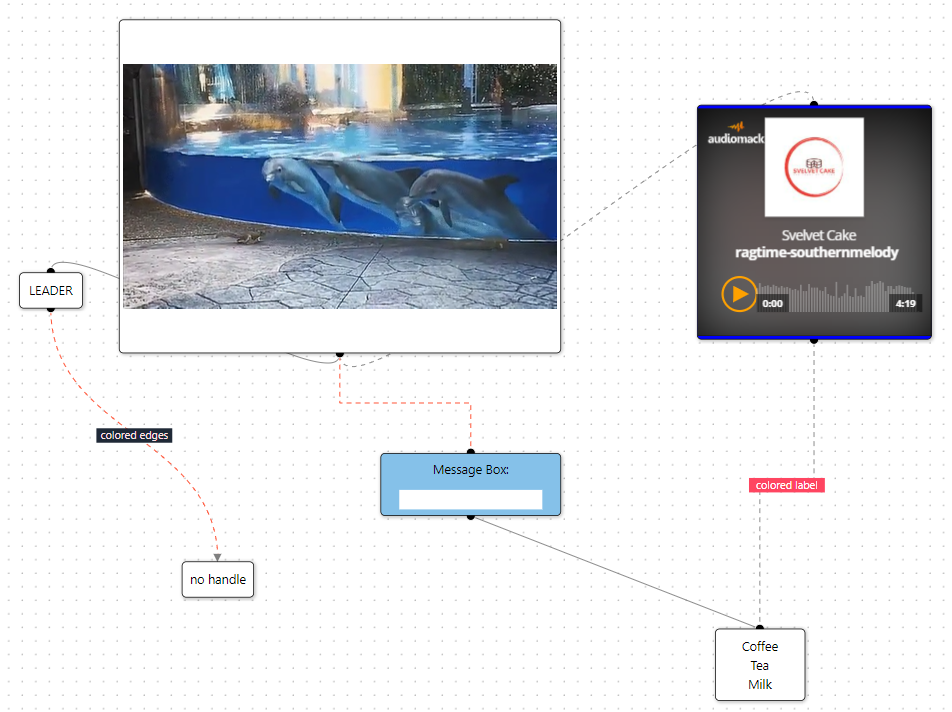 audiomack
SVELVET CAKE
Svelvet Cake
ragtime-southernmelody
0:00
4:19
LEADER
colored edges
Message Box:
colored label
no handle
Coffee
Tea
Milk